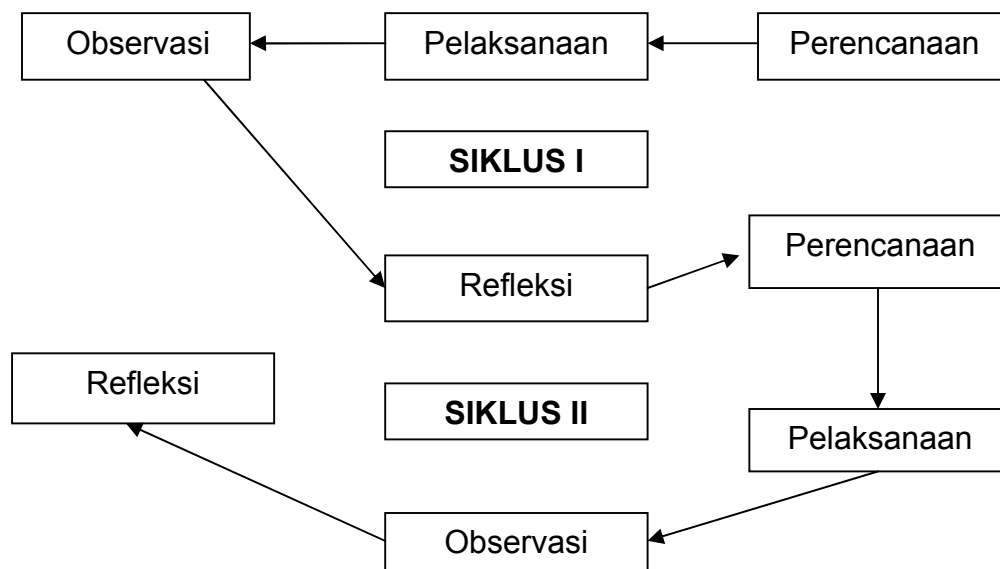 Observasi
Pelaksanaan
Perencanaan
SIKLUS I
Perencanaan
Refleksi
Refleksi
SIKLUS II
Pelaksanaan
Observasi